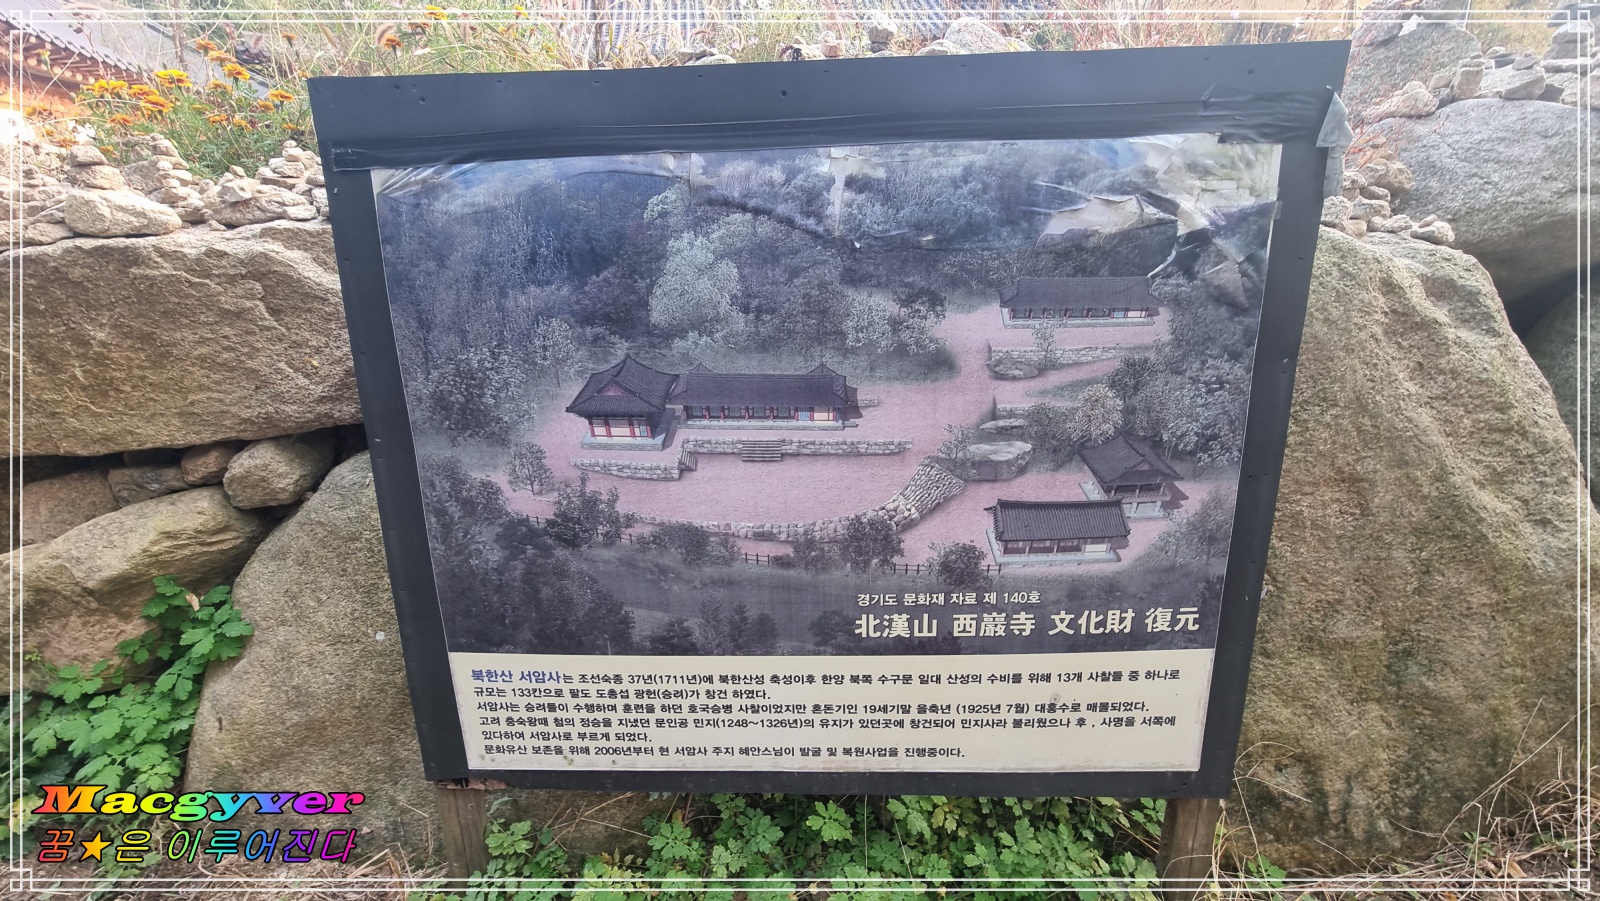 경기도 문화재 자료 제 140호
北漢山 西巖寺 文化財 復元
북한산 서암사는 조선숙종 37년(1711년)에 북한산성 축성이후 한양 북쪽 수구문 일대 산성의 수비를 위해 13개 사찰들 중 하나로
규모는 133칸으로 팔도 도총섭 광헌(승려)가 창건 하였다.
서암사는 승려들이 수행하며 훈련을 하던 호국승병 사찰이었지만 혼돈기인 19세기말 을축년 (1925년 7월) 대홍수로 매몰되었다.
고려 충숙왕때 첨의 정승을 지냈던 문인공 민지(1248~1326년)의 유지가 있던곳에 창건되어 민지사라 불리웠으나 후 , 사명을 서쪽에
있다하여 서암사로 부르게 되었다.
문화유산 보존을 위해 2006년부터 현 서암사 주지 혜안스님이 발굴 및 복원사업을 진행중이다.
Macgyver
꿈★은 이루어진다